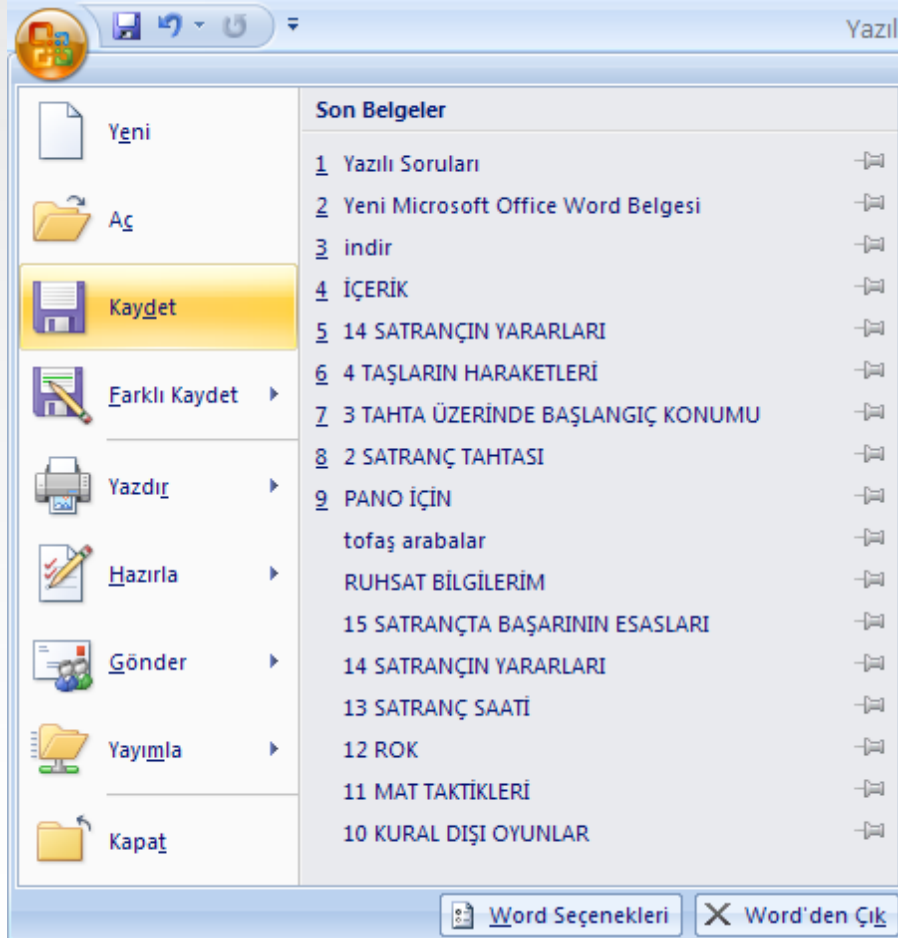 Yazıl
Yeni
Aç
Kaydet
Farklı Kaydet
Yazdır
Hazırla
Gönder
Yayımla
Kapat
Son Belgeler
1 Yazılı Soruları
2 Yeni Microsoft Office Word Belgesi
3 indir
4 İÇERİK
5 14 SATRANÇIN YARARLARI
6 4 TAŞLARIN HARAKETLERİ
7 3 TAHTA ÜZERİNDE BAŞLANGIÇ KONUMU
8 2 SATRANÇ TAHTASI
9 PANO İÇİN
tofaş arabalar
RUHSAT BİLGİLERİM
15 SATRANÇTA BAŞARININ ESASLARI
14 SATRANÇIN YARARLARI
13 SATRANÇ SAATİ
12 ROK
11 MAT TAKTİKLERİ
10 KURAL DIŞI OYUNLAR
Word Seçenekleri
Word'den Çık